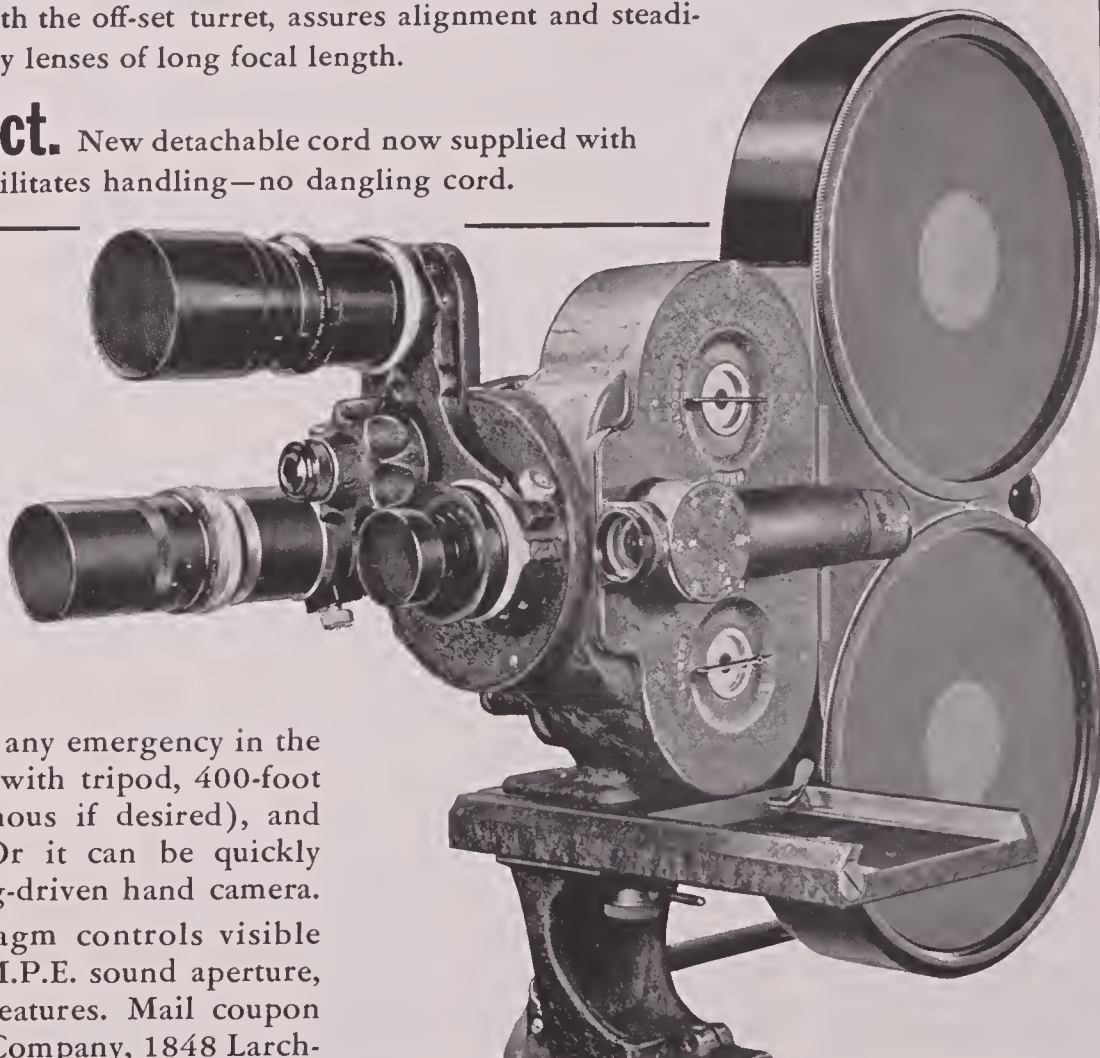 th the off-set turret, assures alignment and steadi-
y lenses of long focal length.
ct. New detachable cord now supplied with
ilitates handling—no dangling cord.
any emergency in the
with tripod, 400-foot
nous if desired), and
Or it can be quickly
g-driven hand camera.
agm controls visible
M.P.E. sound aperture,
eatures. Mail coupon
Company, 1848 Larch-